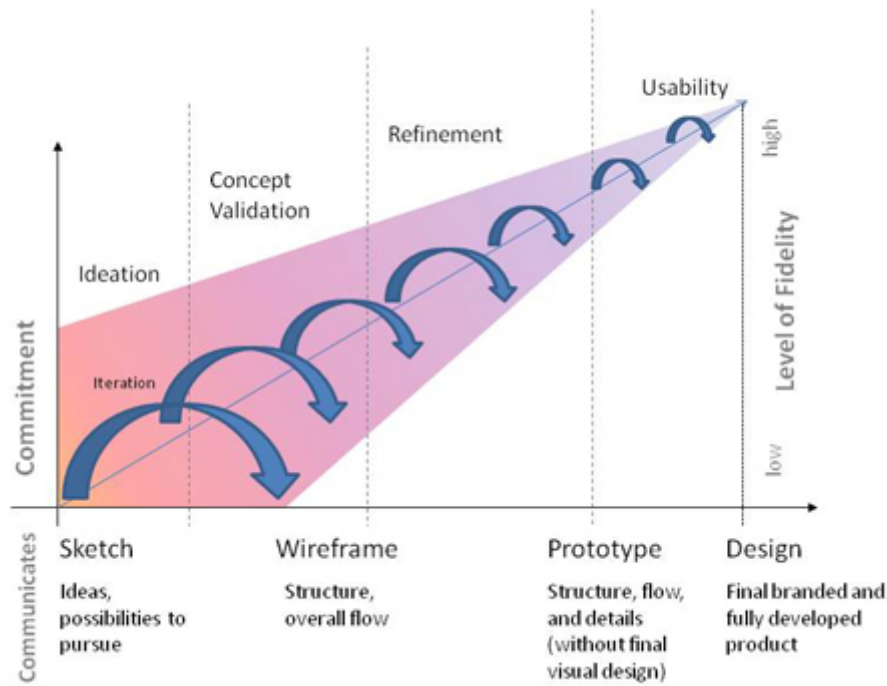 Usability
Refinement
Concept
Validation
Ideation
Iteration
Commitment
high
Level of Fidelity
low
Communicates
Sketch
Ideas,
possibilities to
pursue
Wireframe
Structure,
overall flow
Prototype
Structure, flow,
and details
(without final
visual design)
Design
Final branded and
fully developed
product